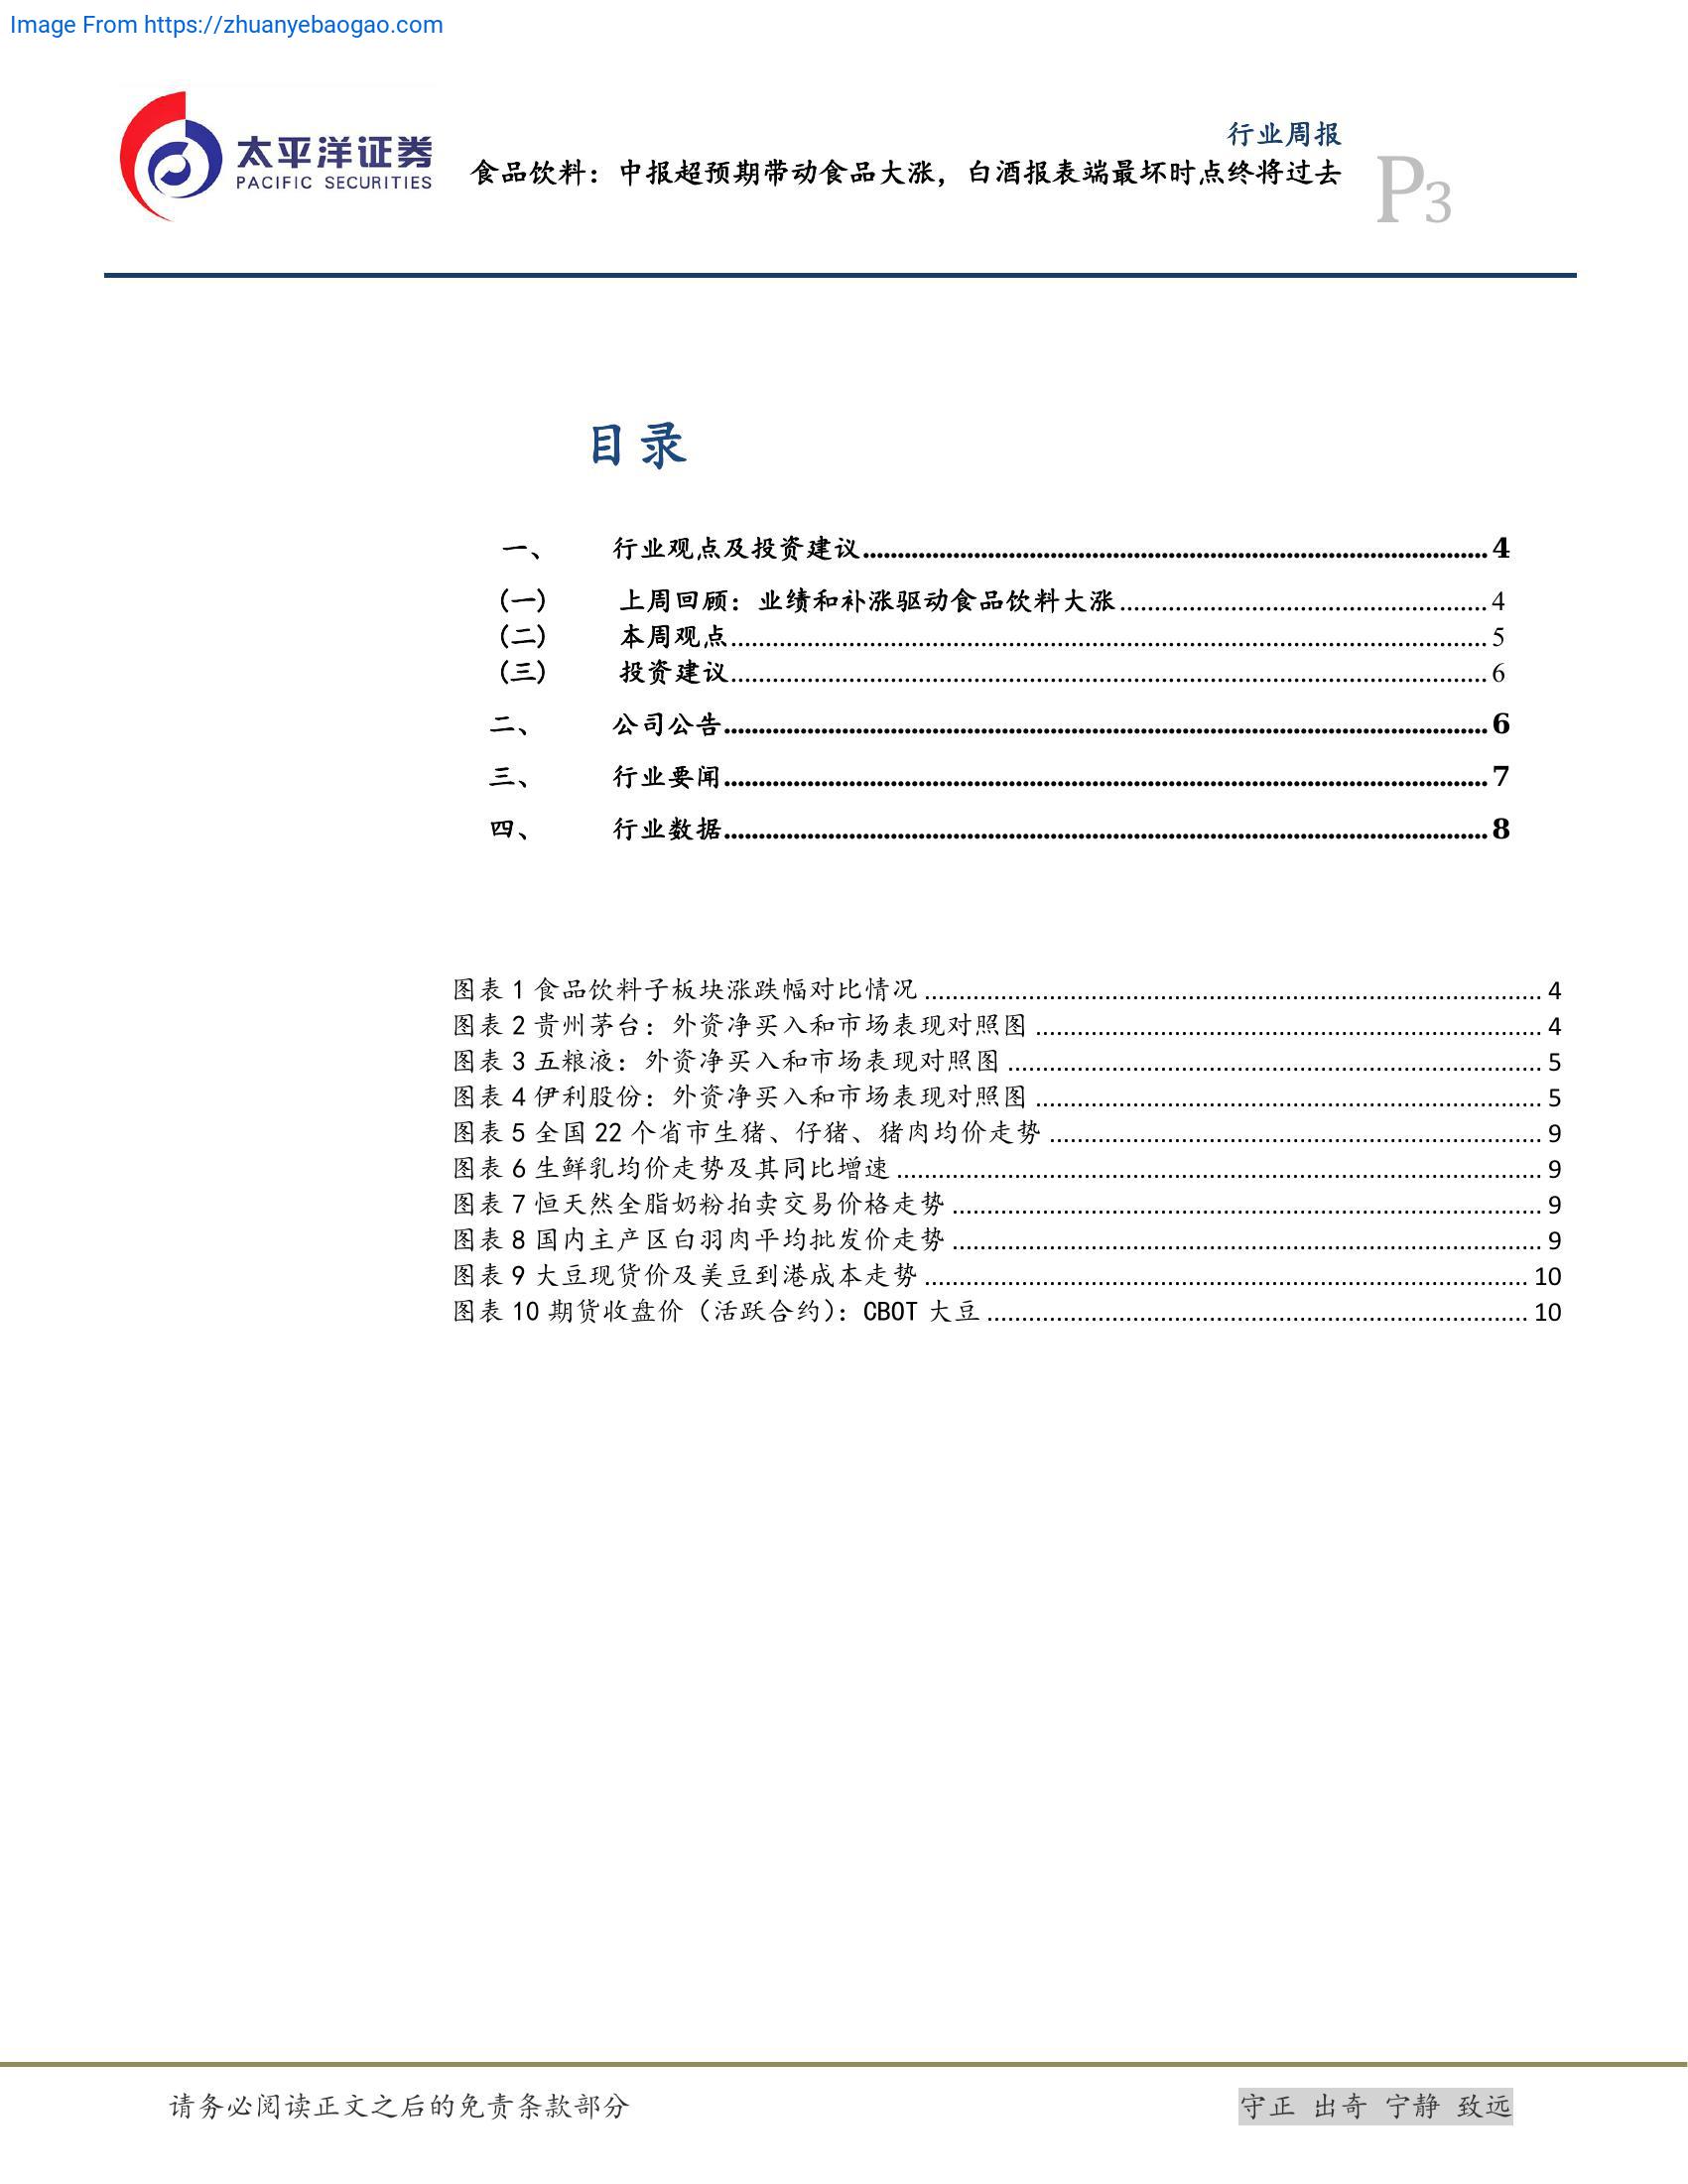 Image From https://zhuanyebaogao.com
太平洋证券
PACIFIC SECURITIES
行业周报
食品饮料：中报超预期带动食品大涨，白酒报表端最坏时点终将过去
P3
目录
一、 行业观点及投资建议 4
(一) 上周回顾：业绩和补涨驱动食品饮料大涨 4
(二) 本周观点 5
(三) 投资建议 6
二、 公司公告 6
三、 行业要闻 7
四、 行业数据 8
图表 1 食品饮料子板块涨跌幅对比情况 4
图表 2 贵州茅台：外资净买入和市场表现对照图 4
图表 3 五粮液：外资净买入和市场表现对照图 5
图表 4 伊利股份：外资净买入和市场表现对照图 5
图表 5 全国 22 个省市生猪、仔猪、猪肉均价走势 9
图表 6 生鲜乳均价走势及其同比增速 9
图表 7 恒天然全脂奶粉拍卖交易价格走势 9
图表 8 国内主产区白羽肉平均批发价走势 9
图表 9 大豆现货价及美豆到港成本走势 10
图表 10 期货收盘价（活跃合约）：CBOT 大豆 10
请务必阅读正文之后的免责条款部分
守正 出奇 宁静 致远